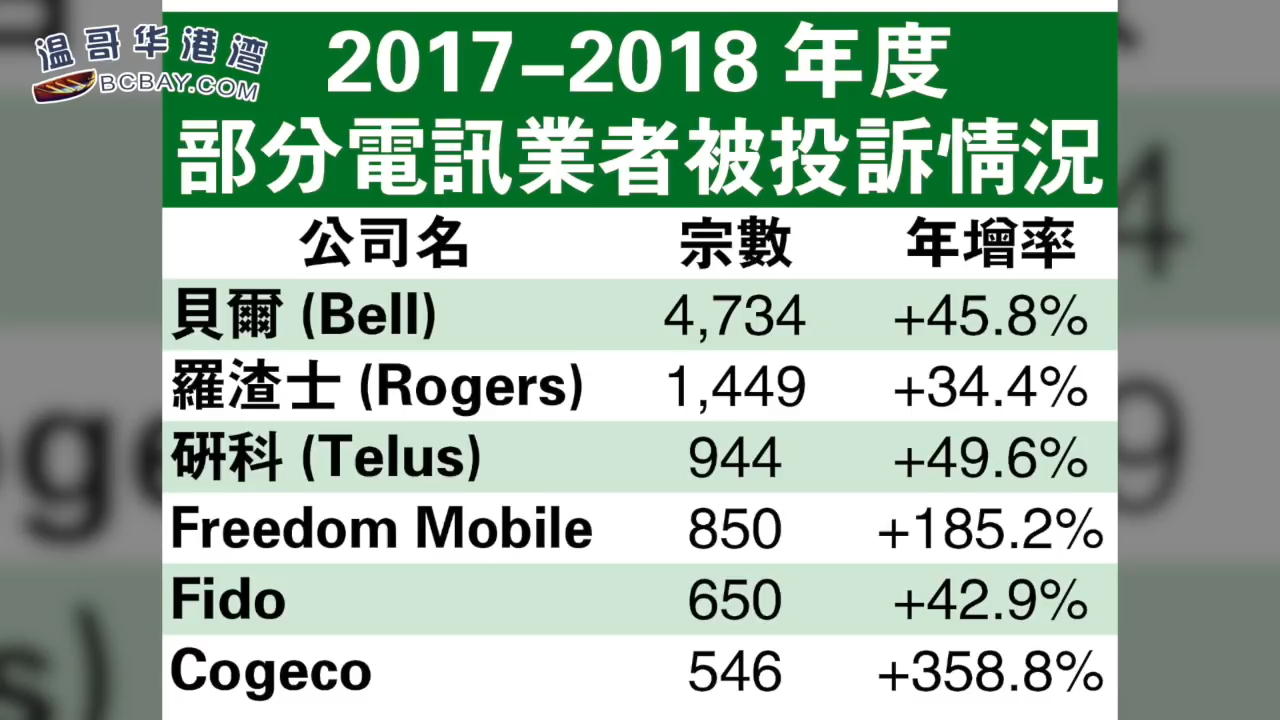 温哥华港湾
BCBAY.COM
2017–2018 年度
部分電訊業者被投訴情況
公司名 宗數 年增率
貝爾 (Bell) 4,734 +45.8%
羅渣士 (Rogers) 1,449 +34.4%
研科 (Telus) 944 +49.6%
Freedom Mobile 850 +185.2%
Fido 650 +42.9%
Cogeco 546 +358.8%